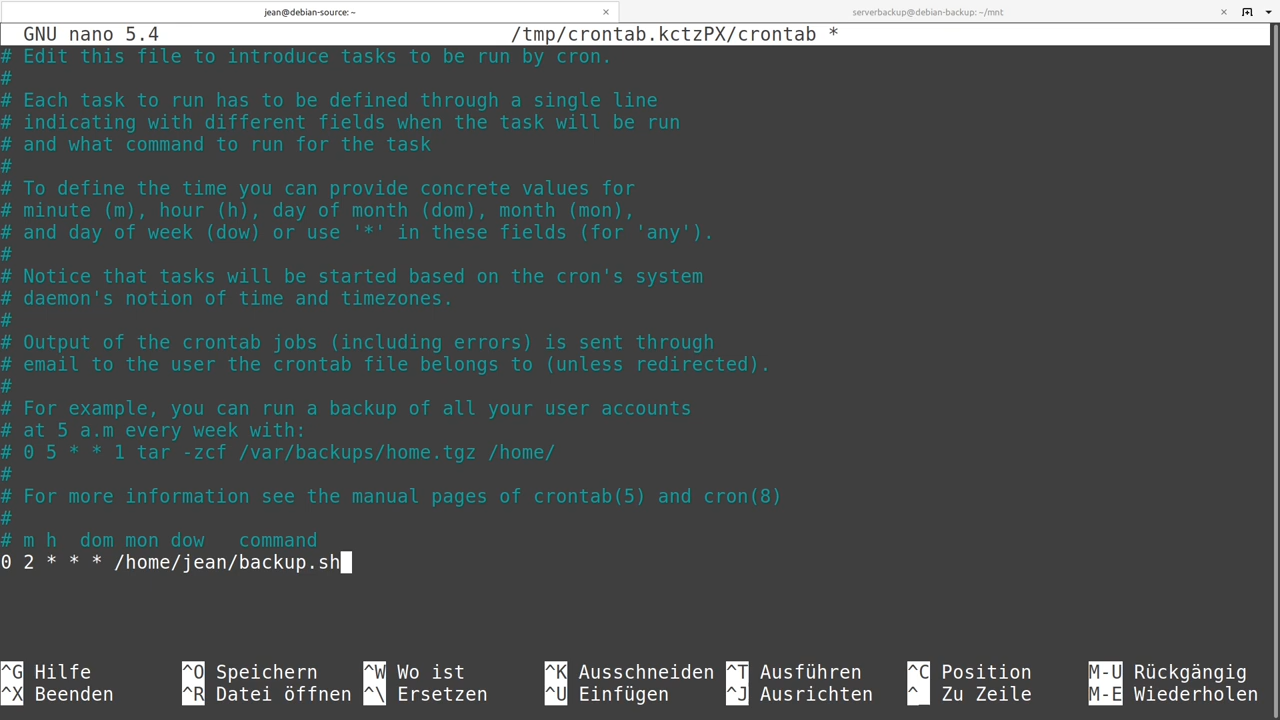 jean@debian-source: ~ × serverbackup@debian-backup: ~/mnt ×
GNU nano 5.4 /tmp/crontab.kctzPX/crontab *
# Edit this file to introduce tasks to be run by cron.
#
# Each task to run has to be defined through a single line
# indicating with different fields when the task will be run
# and what command to run for the task
#
# To define the time you can provide concrete values for
# minute (m), hour (h), day of month (dom), month (mon),
# and day of week (dow) or use '*' in these fields (for 'any').
#
# Notice that tasks will be started based on the cron's system
# daemon's notion of time and timezones.
#
# Output of the crontab jobs (including errors) is sent through
# email to the user the crontab file belongs to (unless redirected).
#
# For example, you can run a backup of all your user accounts
# at 5 a.m every week with:
# 0 5 * * 1 tar -zcf /var/backups/home.tgz /home/
#
# For more information see the manual pages of crontab(5) and cron(8)
#
# m h  dom mon dow   command
0 2 * * * /home/jean/backup.sh
^G Hilfe ^O Speichern ^W Wo ist ^K Ausschneiden ^T Ausführen ^C Position M-U Rückgängig
^X Beenden ^R Datei öffnen ^\ Ersetzen ^U Einfügen ^J Ausrichten ^_ Zu Zeile M-E Wiederholen